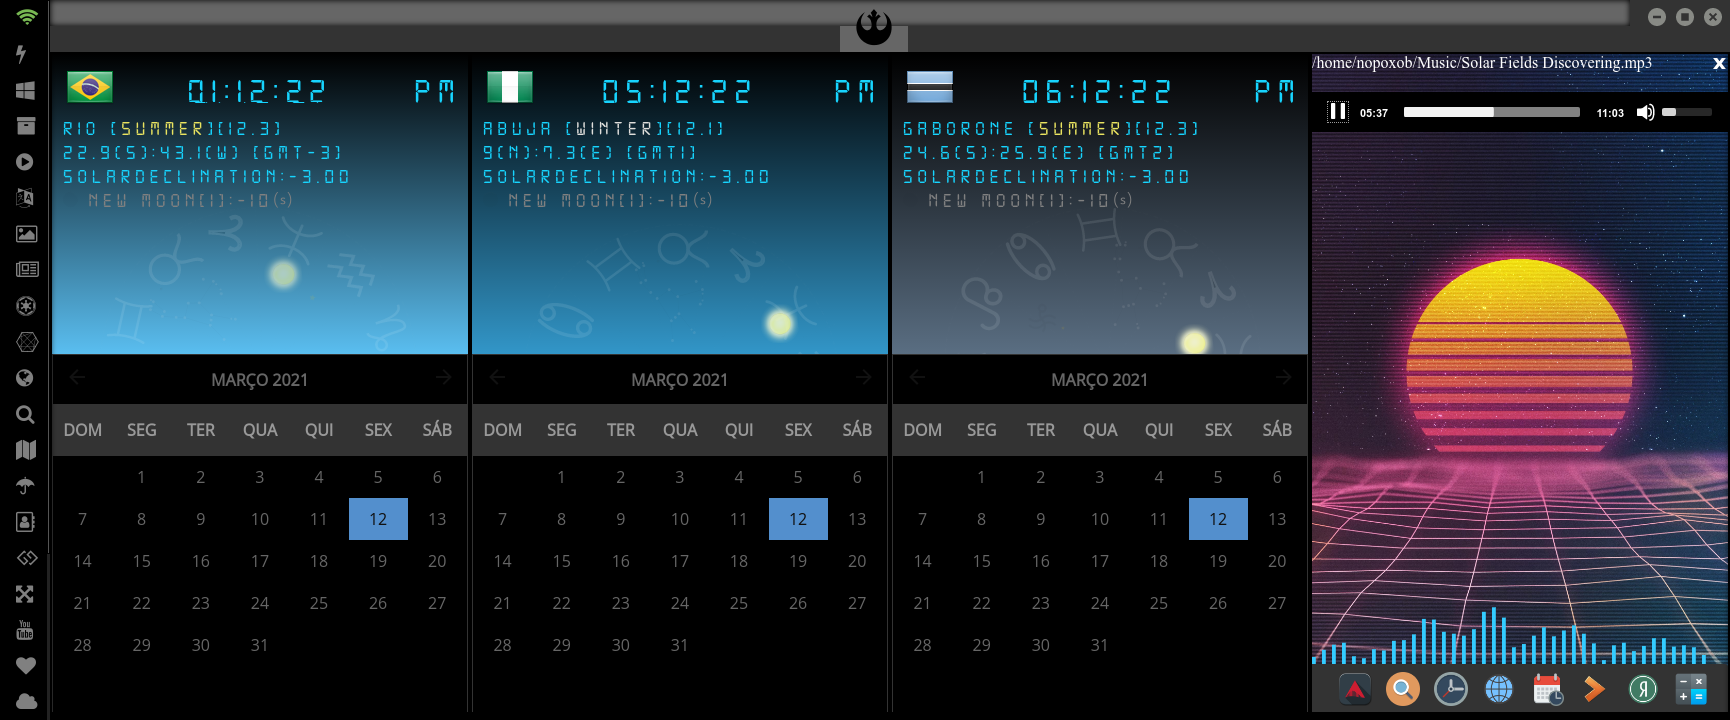 01:12:22 PM
RIO [SUMMER][12.3]
22.9(S):43.1(W) [GMT-3]
SOLARDECLINATION:-3.00
NEW MOON[1]:-10(s)
MARÇO 2021
DOM SEG TER QUA QUI SEX SÁB
1 2 3 4 5 6
7 8 9 10 11 12 13
14 15 16 17 18 19 20
21 22 23 24 25 26 27
28 29 30 31
05:12:22 PM
ABUJA [WINTER][12.1]
9(N):7.3(E) [GMT1]
SOLARDECLINATION:-3.00
NEW MOON[1]:-10(s)
MARÇO 2021
DOM SEG TER QUA QUI SEX SÁB
1 2 3 4 5 6
7 8 9 10 11 12 13
14 15 16 17 18 19 20
21 22 23 24 25 26 27
28 29 30 31
06:12:22 PM
GABORONE [SUMMER][12.3]
24.6(S):25.9(E) [GMT2]
SOLARDECLINATION:-3.00
NEW MOON[1]:-10(s)
MARÇO 2021
DOM SEG TER QUA QUI SEX SÁB
1 2 3 4 5 6
7 8 9 10 11 12 13
14 15 16 17 18 19 20
21 22 23 24 25 26 27
28 29 30 31
/home/nopoxob/Music/Solar Fields Discovering.mp3 x
05:37 11:03
You
Tube
Я